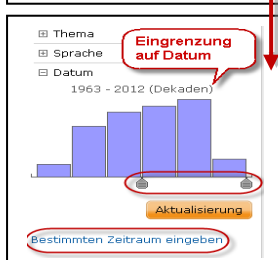 Thema
Sprache
Datum
Eingrenzung
auf Datum
1963 - 2012 (Dekaden)
Aktualisierung
Bestimmten Zeitraum eingeben